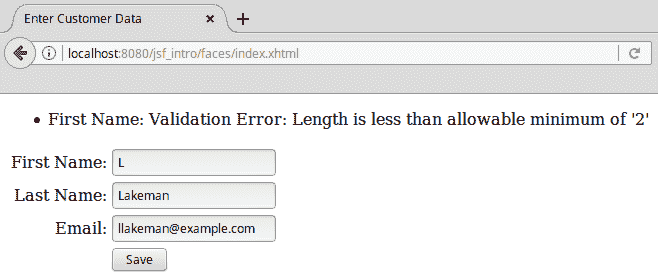 Enter Customer Data
localhost:8080/jsf_intro/faces/index.xhtml
First Name: Validation Error: Length is less than allowable minimum of '2'
First Name: L
Last Name: Lakeman
Email: llakeman@example.com
Save